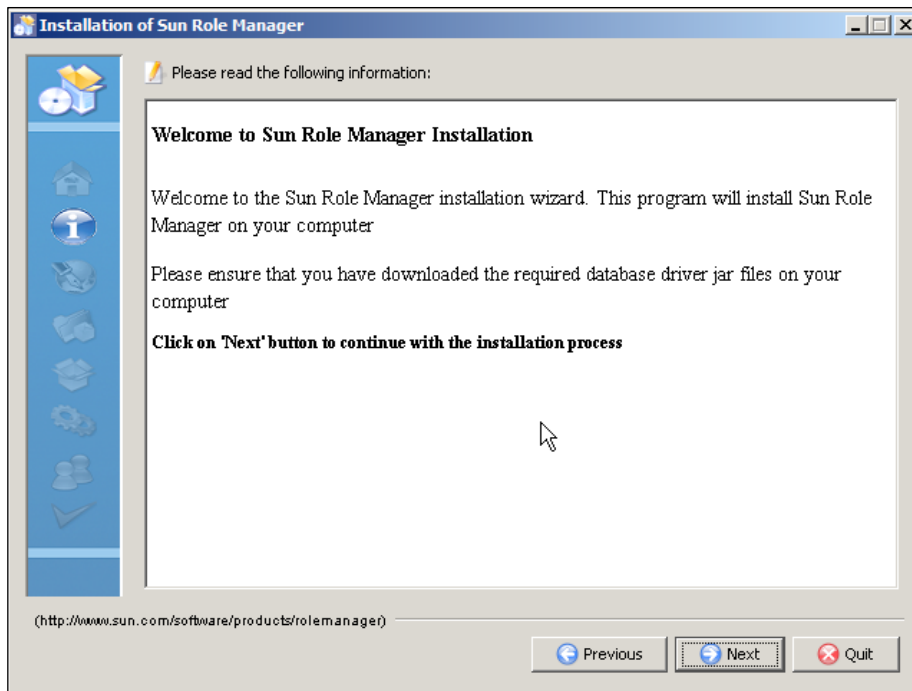 Installation of Sun Role Manager
Please read the following information:
Welcome to Sun Role Manager Installation
Welcome to the Sun Role Manager installation wizard. This program will install Sun Role
Manager on your computer
Please ensure that you have downloaded the required database driver jar files on your
computer
Click on 'Next' button to continue with the installation process
(http://www.sun.com/software/products/rolemanager)
Previous
Next
Quit